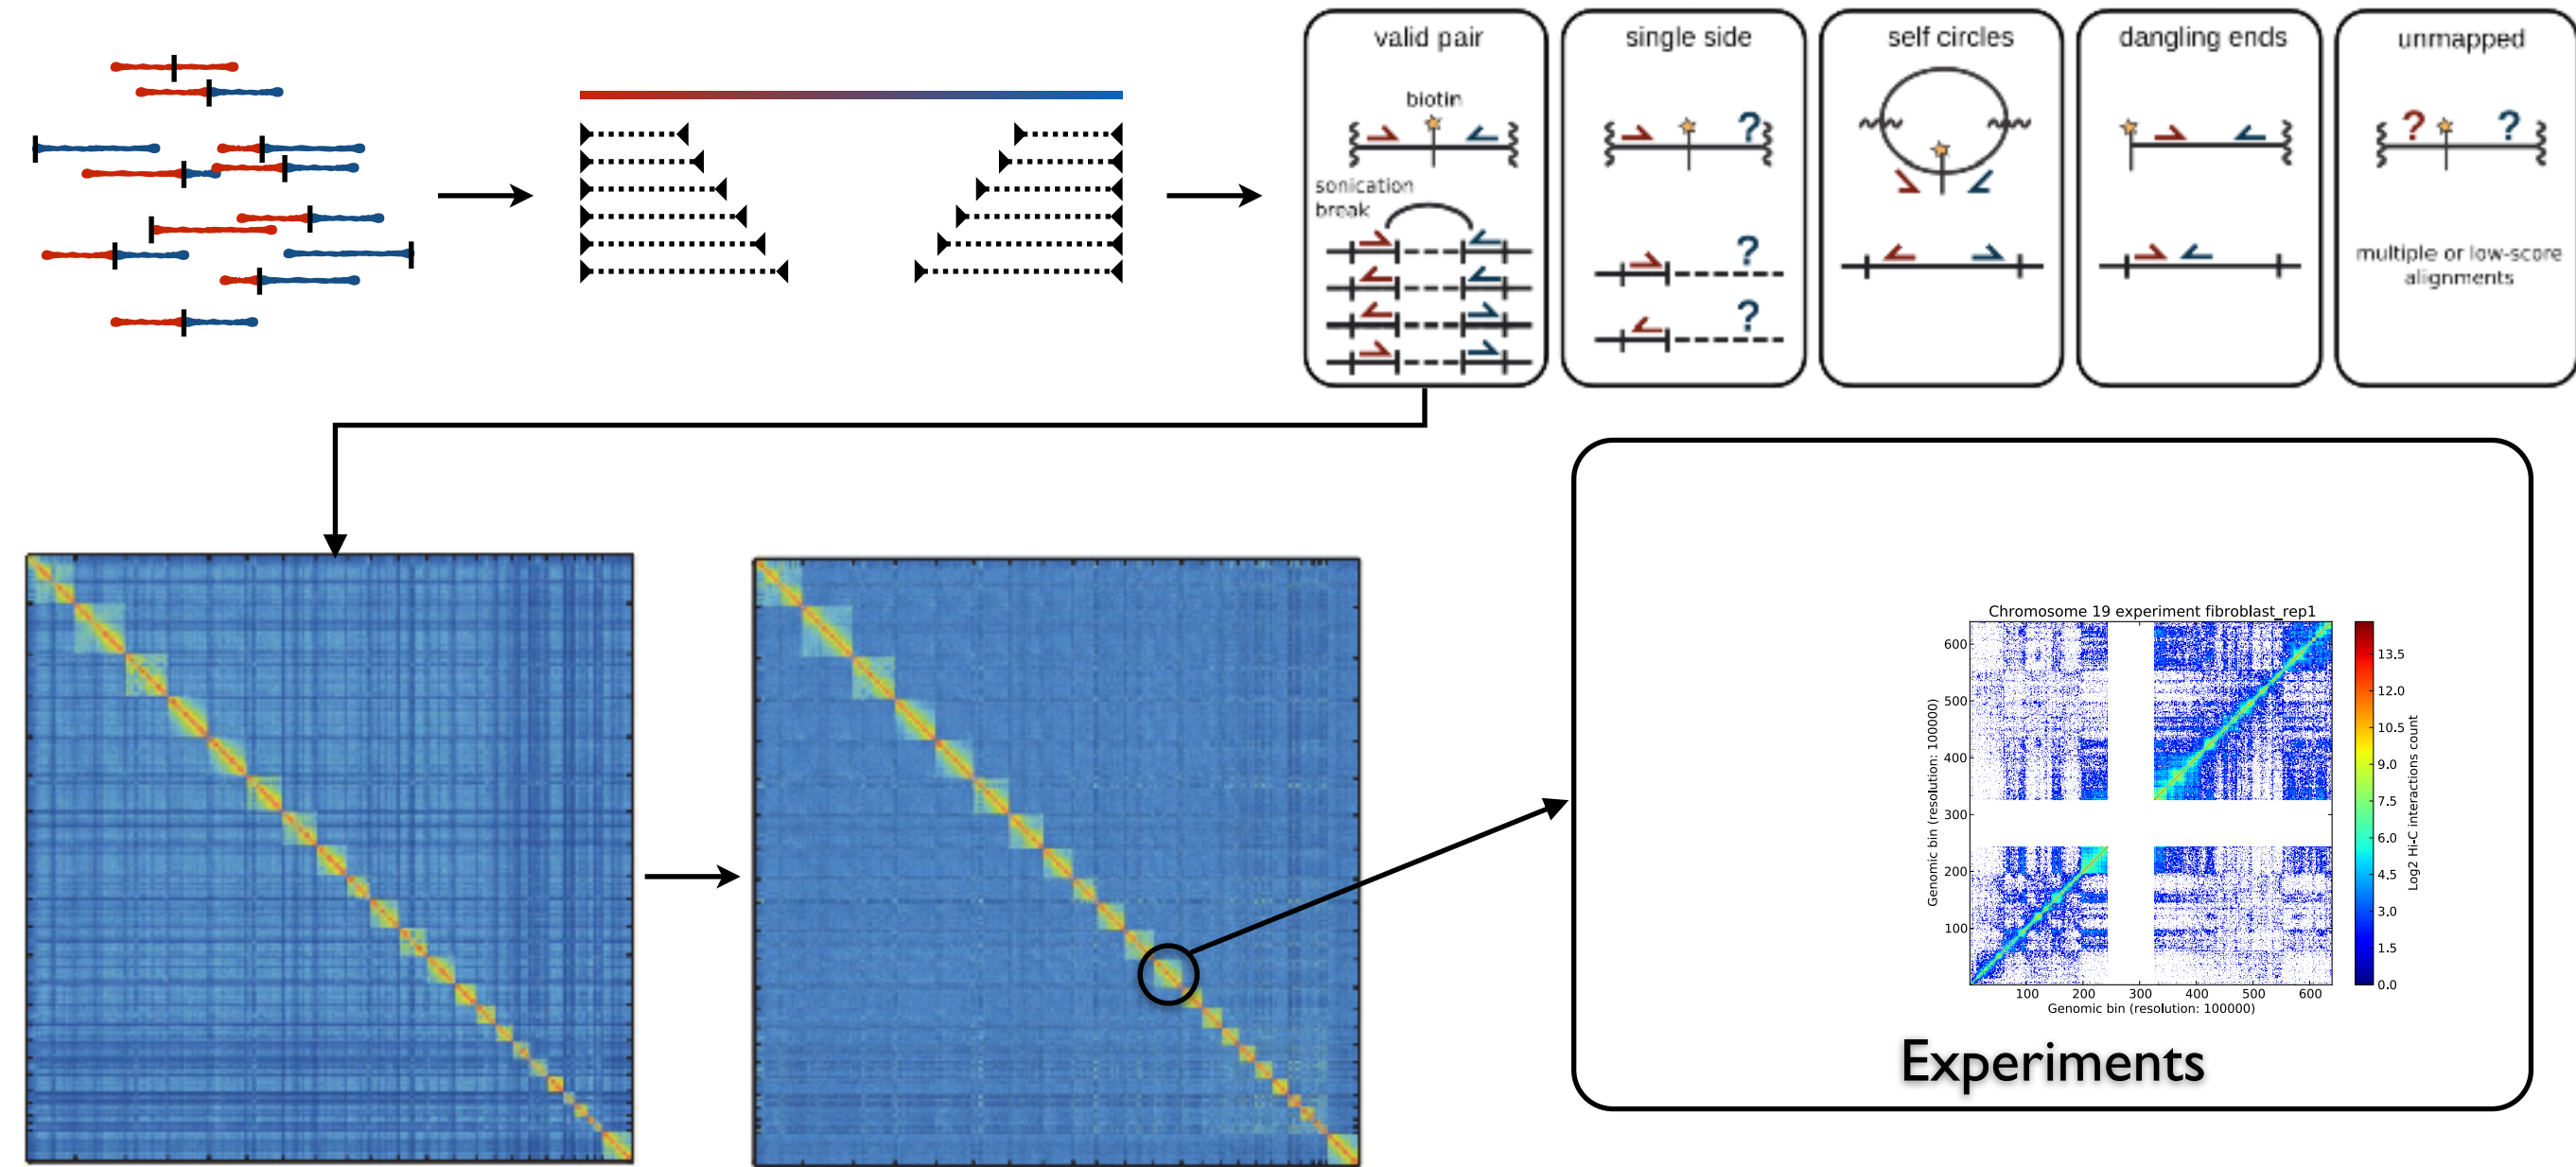 valid pair
biotin
sonication
break
single side
?
?
?
self circles
dangling ends
unmapped
? ?
multiple or low-score
alignments
Chromosome 19 experiment fibroblast_rep1
600
500
400
300
200
100
Genomic bin (resolution: 100000)
100 200 300 400 500 600
Genomic bin (resolution: 100000)
13.5
12.0
10.5
9.0
7.5
6.0
4.5
3.0
1.5
0.0
Log2 Hi-C interactions count
Experiments